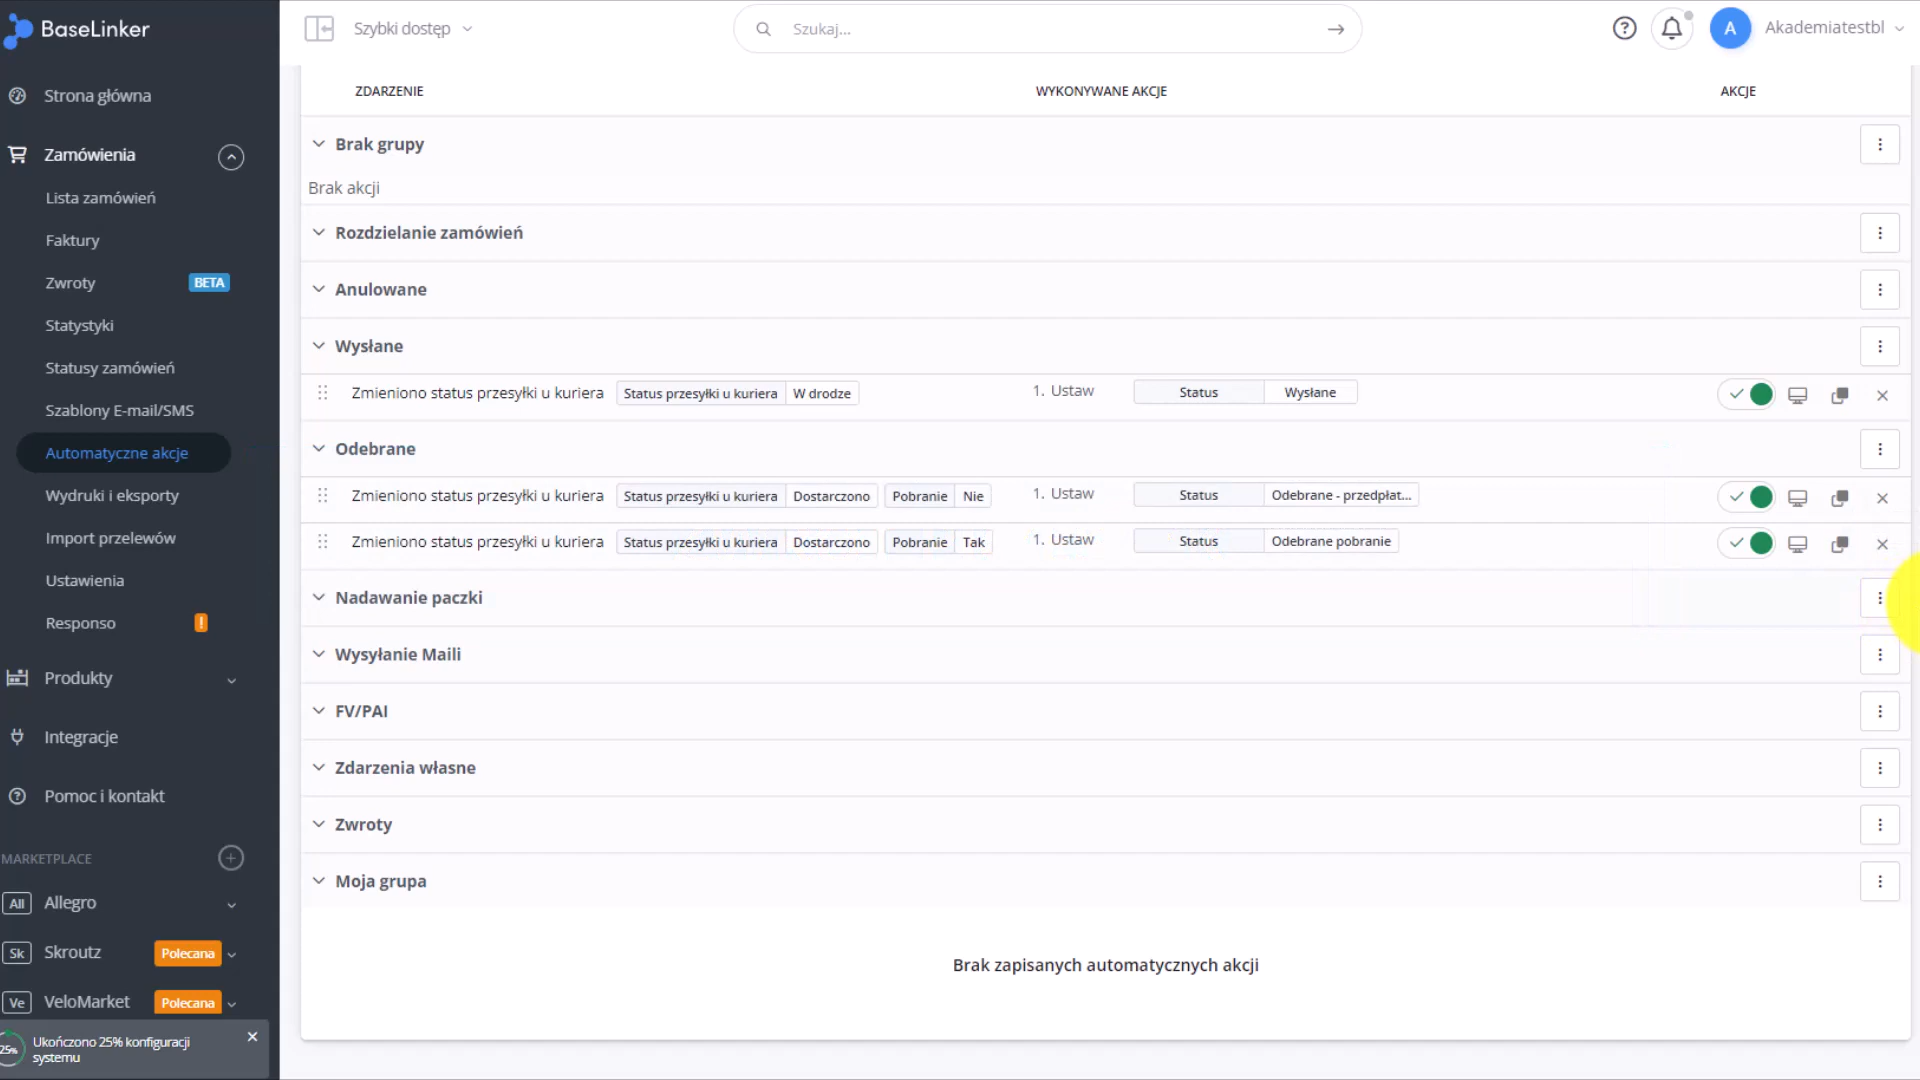 BaseLinker
Szybki dostęp
Szukaj...
A
Akademiatestbl
Strona główna
Zamówienia
Lista zamówień
Faktury
Zwroty
BETA
Statystyki
Statusy zamówień
Szablony E-mail/SMS
Automatyczne akcje
Wydruki i eksporty
Import przelewów
Ustawienia
Responso
!
Produkty
Integracje
Pomoc i kontakt
MARKETPLACE
All Allegro
Sk Skroutz Polecana
Ve VeloMarket Polecana
25%
Ukończono 25% konfiguracji
systemu
ZDARZENIE WYKONYWANE AKCJE AKCJE
Brak grupy
Brak akcji
Rozdzielanie zamówień
Anulowane
Wysłane
Zmieniono status przesyłki u kuriera Status przesyłki u kuriera W drodze 1. Ustaw Status Wysłane
Odebrane
Zmieniono status przesyłki u kuriera Status przesyłki u kuriera Dostarczono Pobranie Nie 1. Ustaw Status Odebrane - przedpłat...
Zmieniono status przesyłki u kuriera Status przesyłki u kuriera Dostarczono Pobranie Tak 1. Ustaw Status Odebrane pobranie
Nadawanie paczki
Wysyłanie Maili
FV/PAI
Zdarzenia własne
Zwroty
Moja grupa
Brak zapisanych automatycznych akcji